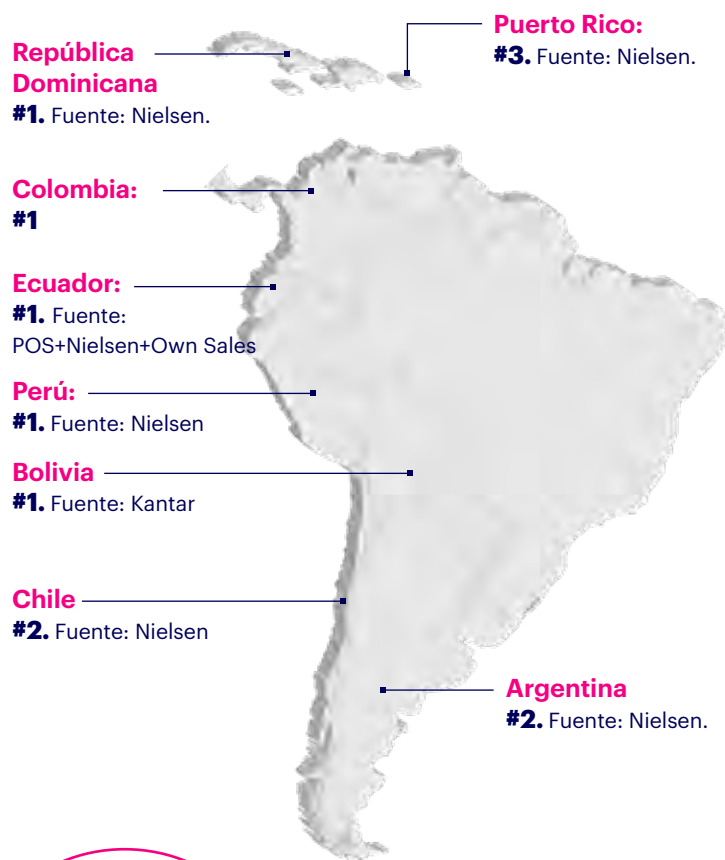 República
Dominicana
#1. Fuente: Nielsen.
Puerto Rico:
#3. Fuente: Nielsen.
Colombia:
#1
Ecuador:
#1. Fuente:
POS+Nielsen+Own Sales
Perú:
#1. Fuente: Nielsen
Bolivia
#1. Fuente: Kantar
Chile
#2. Fuente: Nielsen
Argentina
#2. Fuente: Nielsen.